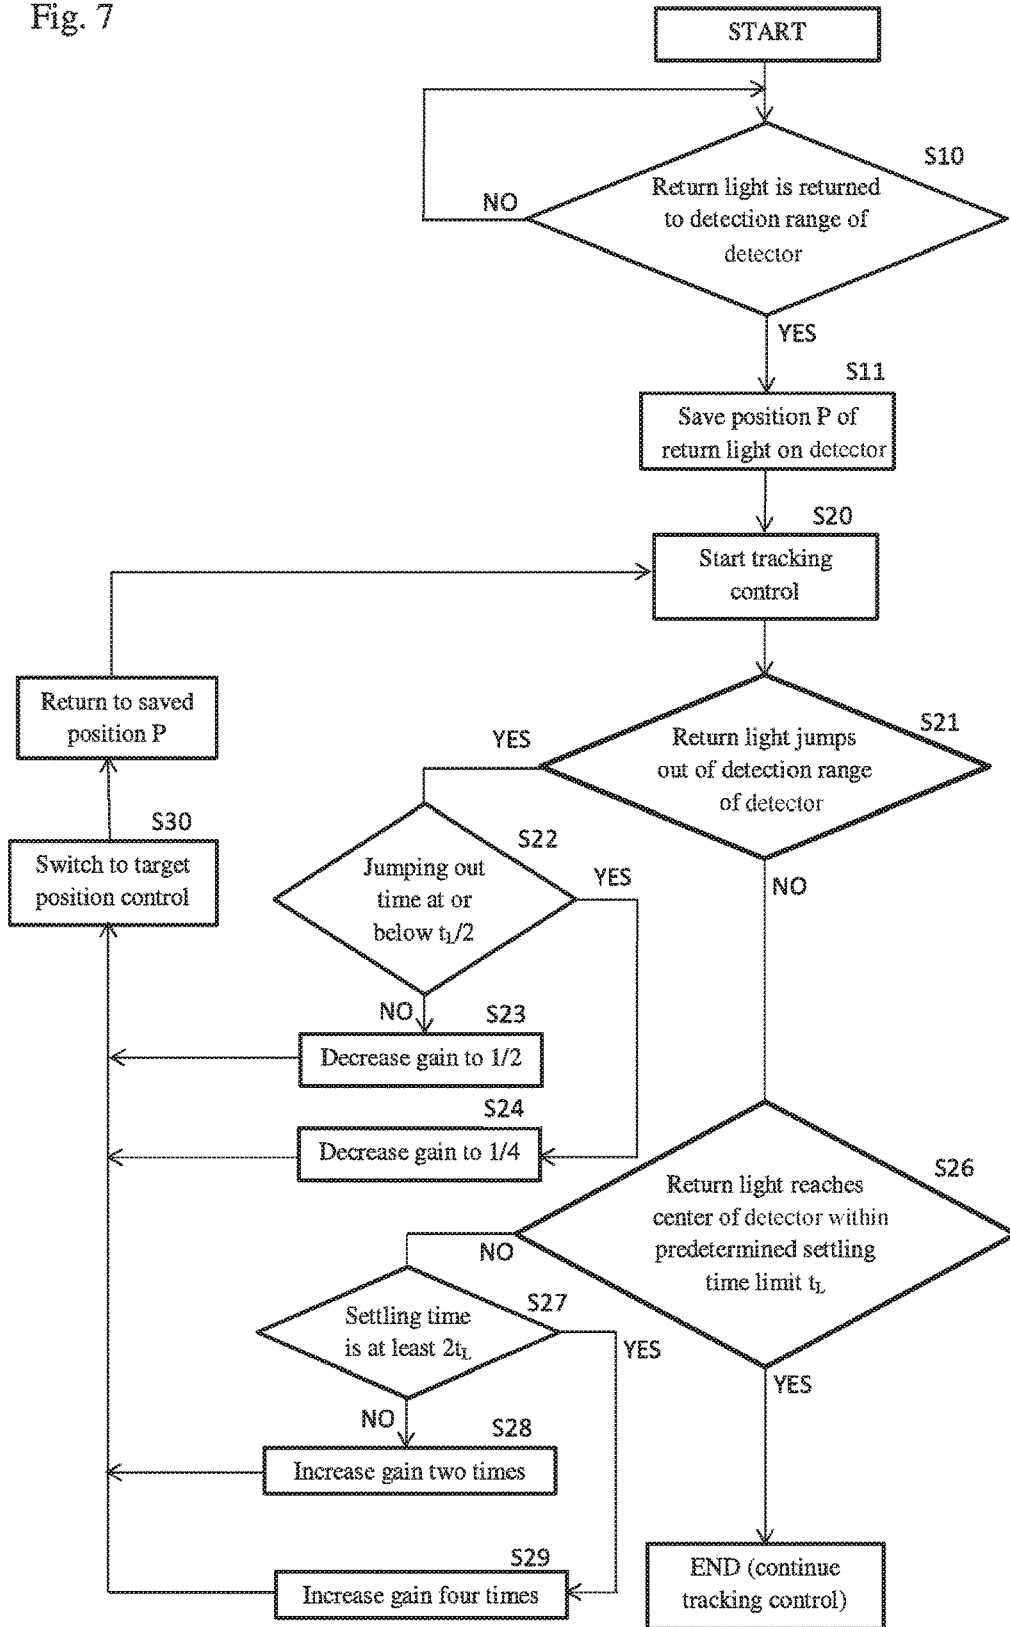 Fig. 7
START
S10
Return light is returned
to detection range of
detector
NO
YES
S11
Save position P of
return light on detector
S20
Start tracking
control
Return to saved
position P
S21
YES
Return light jumps
out of detection range
of detector
NO
S30
Switch to target
position control
S22
Jumping out
time at or
below t_L/2
YES
NO
S23
Decrease gain to 1/2
S24
Decrease gain to 1/4
S26
Return light reaches
center of detector within
predetermined settling
time limit t_L
NO
YES
S27
Settling time
is at least 2t_L
YES
NO
S28
Increase gain two times
S29
Increase gain four times
END (continue
tracking control)